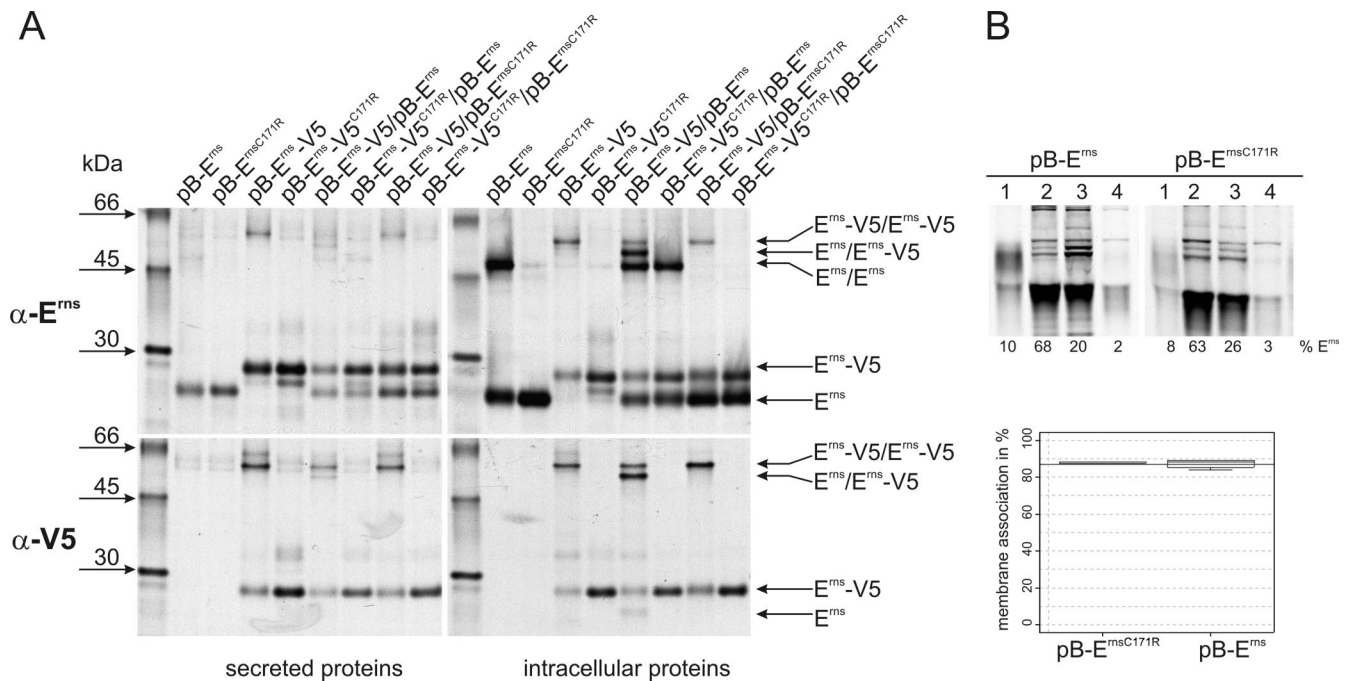 A
B
pB-Erns
pB-ErnsC171R
pB-Erns-V5
pB-Erns-V5C171R
pB-Erns-V5/pB-Erns
pB-Erns-V5C171R/pB-Erns
pB-Erns-V5/pB-ErnsC171R
pB-Erns-V5C171R/pB-ErnsC171R
pB-Erns
pB-ErnsC171R
pB-Erns-V5
pB-Erns-V5C171R
pB-Erns-V5/pB-Erns
pB-Erns-V5C171R/pB-Erns
pB-Erns-V5/pB-ErnsC171R
pB-Erns-V5C171R/pB-ErnsC171R
kDa
66
45
30
α-Erns
Erns-V5/Erns-V5
Erns/Erns-V5
Erns/Erns
Erns-V5
Erns
66
45
30
α-V5
Erns-V5/Erns-V5
Erns/Erns-V5
Erns-V5
Erns
secreted proteins
intracellular proteins
pB-Erns pB-ErnsC171R
1 2 3 4 1 2 3 4
10 68 20 2 8 63 26 3 % Erns
membrane association in %
100
80
60
40
20
0
pB-ErnsC171R pB-Erns